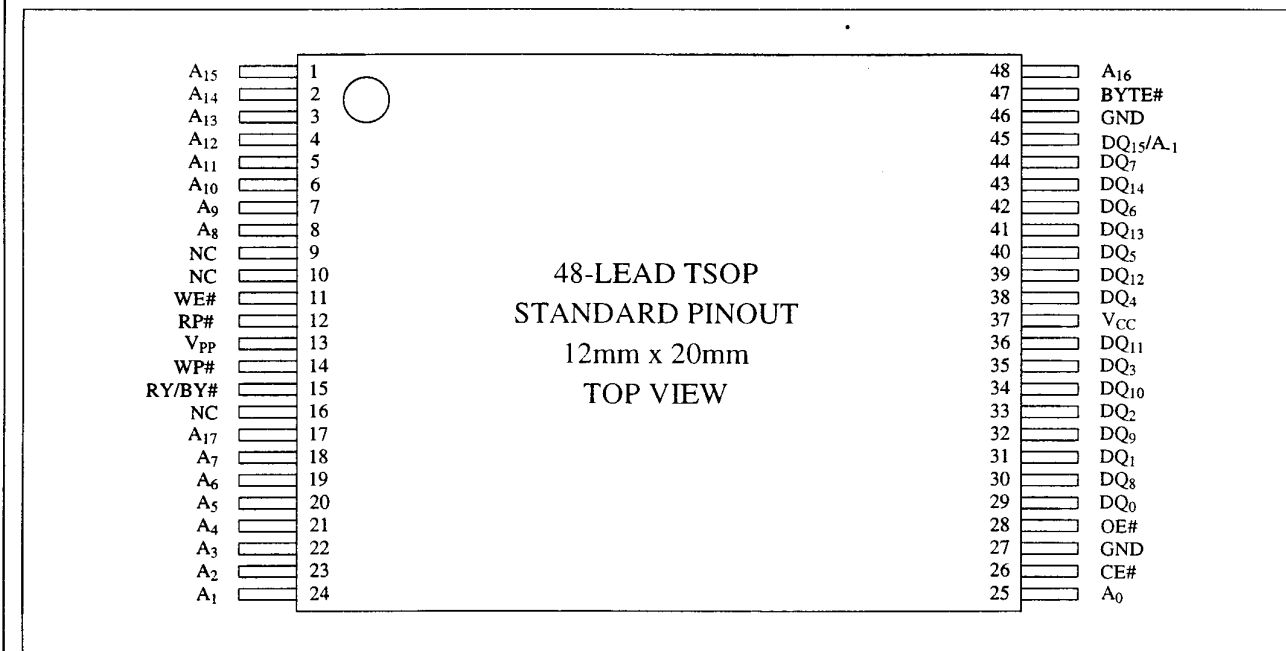 A15 1 48 A16
A14 2 47 BYTE#
A13 3 46 GND
A12 4 45 DQ15/A-1
A11 5 44 DQ7
A10 6 43 DQ14
A9 7 42 DQ6
A8 8 41 DQ13
NC 9 40 DQ5
NC 10 39 DQ12
WE# 11 38 DQ4
RP# 12 37 VCC
VPP 13 36 DQ11
WP# 14 35 DQ3
RY/BY# 15 34 DQ10
NC 16 33 DQ2
A17 17 32 DQ9
A7 18 31 DQ1
A6 19 30 DQ8
A5 20 29 DQ0
A4 21 28 OE#
A3 22 27 GND
A2 23 26 CE#
A1 24 25 A0
48-LEAD TSOP
STANDARD PINOUT
12mm x 20mm
TOP VIEW